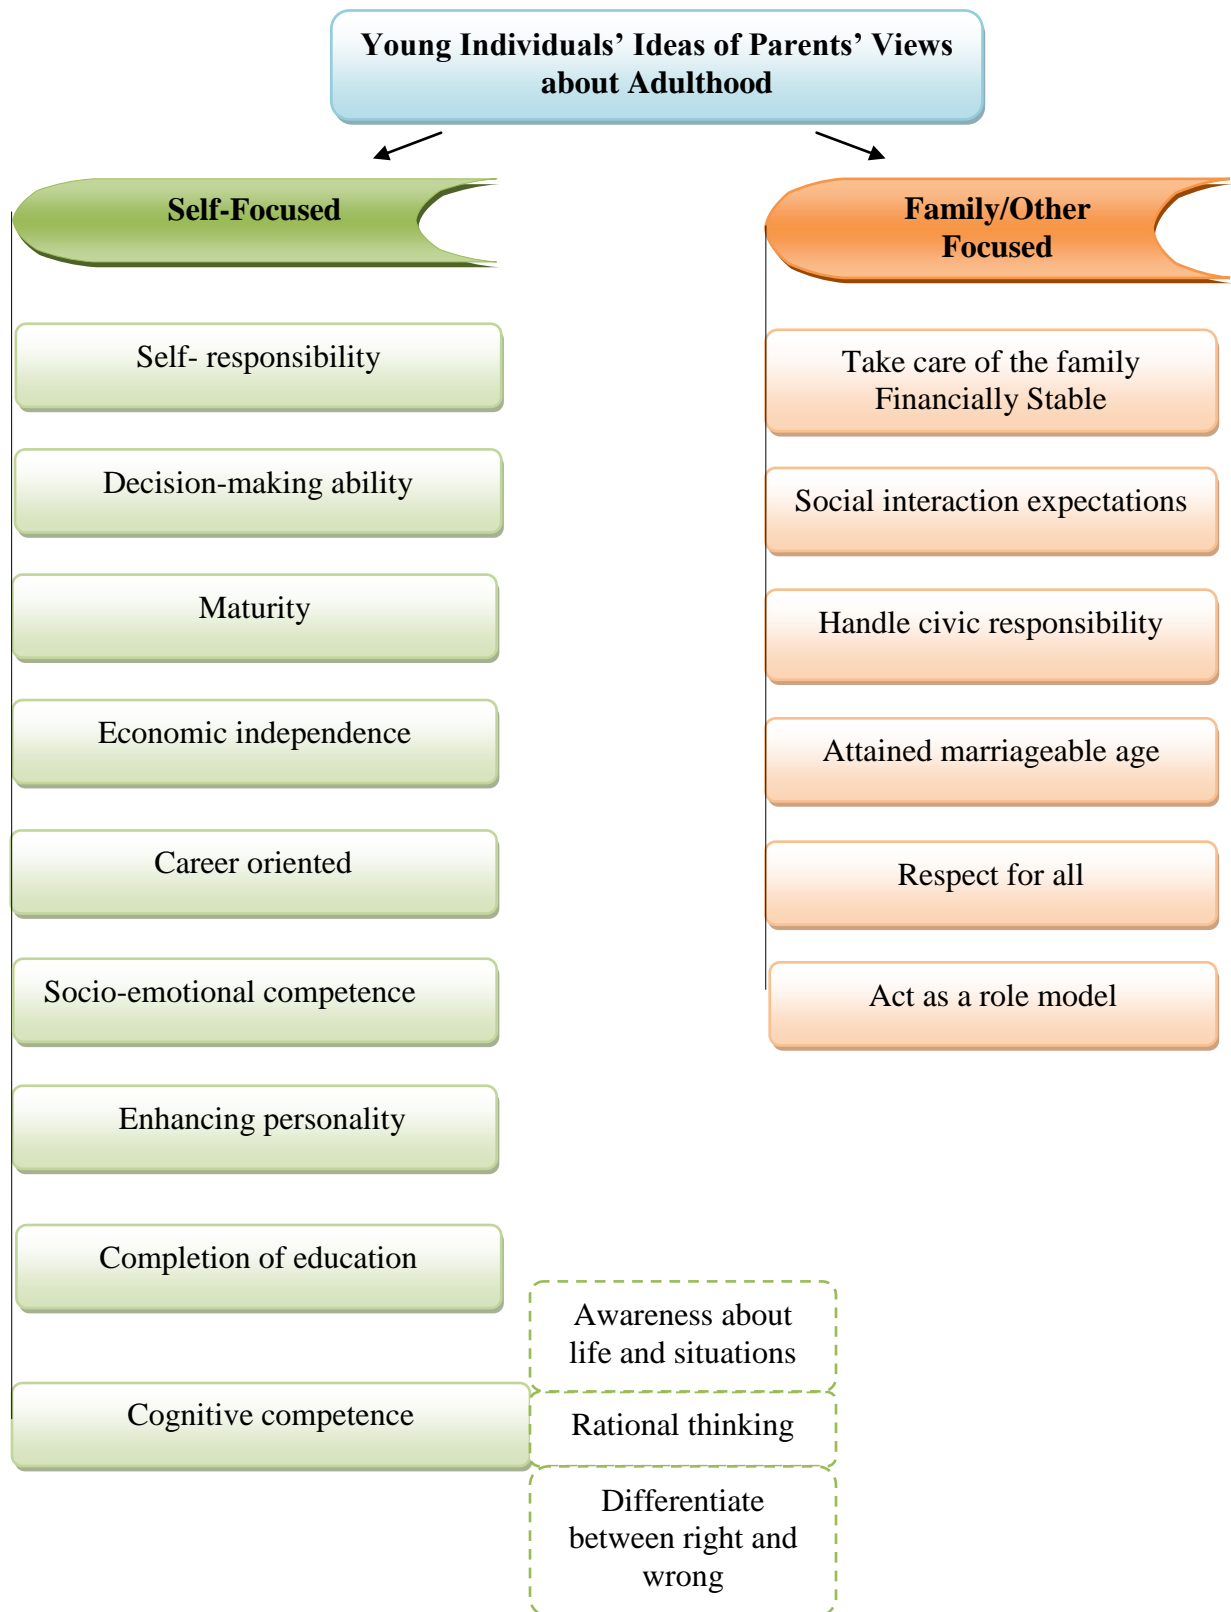 Young Individuals’ Ideas of Parents’ Views
about Adulthood
Self-Focused
Self- responsibility
Decision-making ability
Maturity
Economic independence
Career oriented
Socio-emotional competence
Enhancing personality
Completion of education
Cognitive competence
Awareness about
life and situations
Rational thinking
Differentiate
between right and
wrong
Family/Other
Focused
Take care of the family
Financially Stable
Social interaction expectations
Handle civic responsibility
Attained marriageable age
Respect for all
Act as a role model